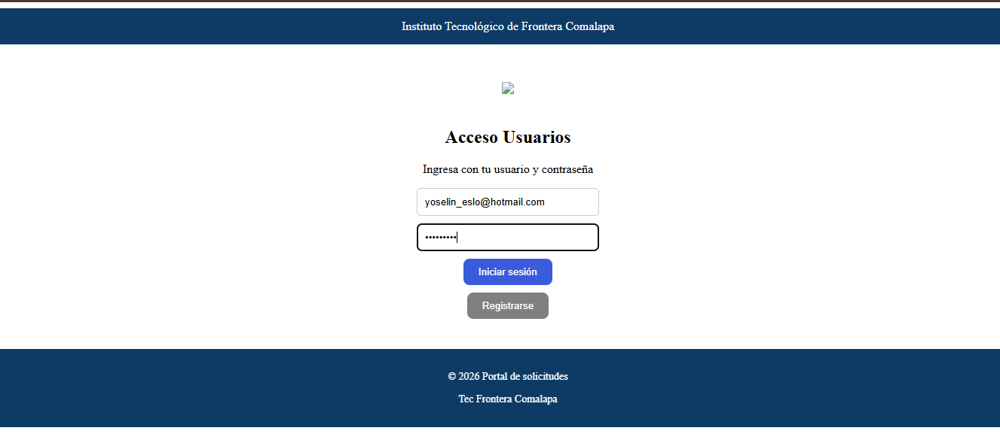 Instituto Tecnológico de Frontera Comalapa
Acceso Usuarios
Ingresa con tu usuario y contraseña
yoselin_eslo@hotmail.com
•••••••••
Iniciar sesión
Registrarse
© 2026 Portal de solicitudes
Tec Frontera Comalapa